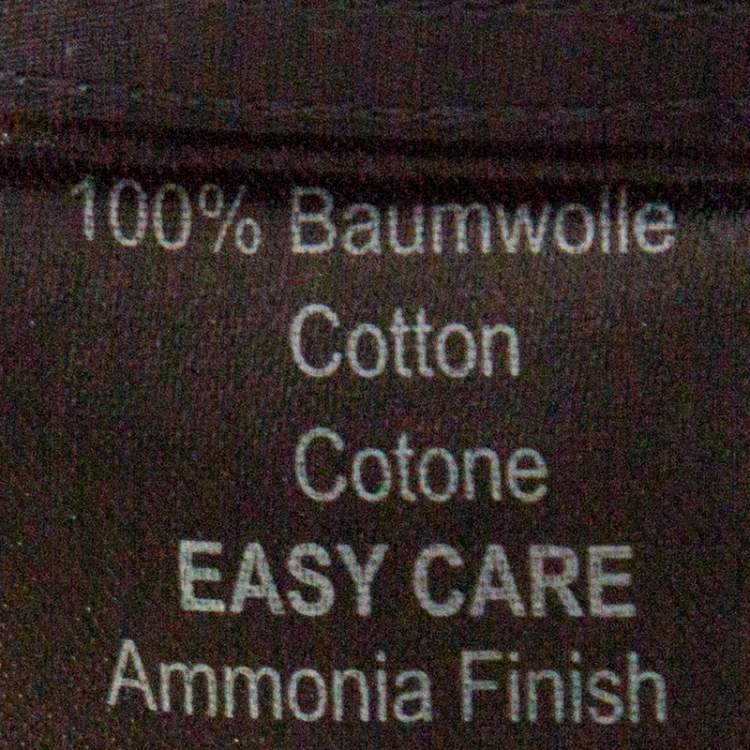 100% Baumwolle
Cotton
Cotone
EASY CARE
Ammonia Finish